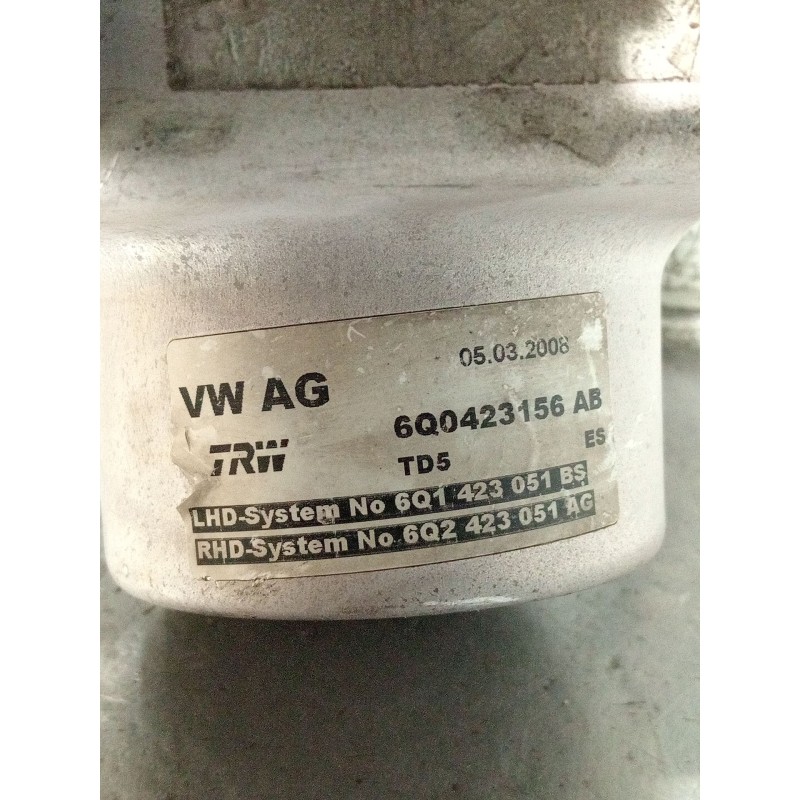 05.03.2008
VW AG
6Q0423156 AB
TRW
TD5
ES
LHD-System No 6Q1 423 051 BS
RHD-System No 6Q2 423 051 AG